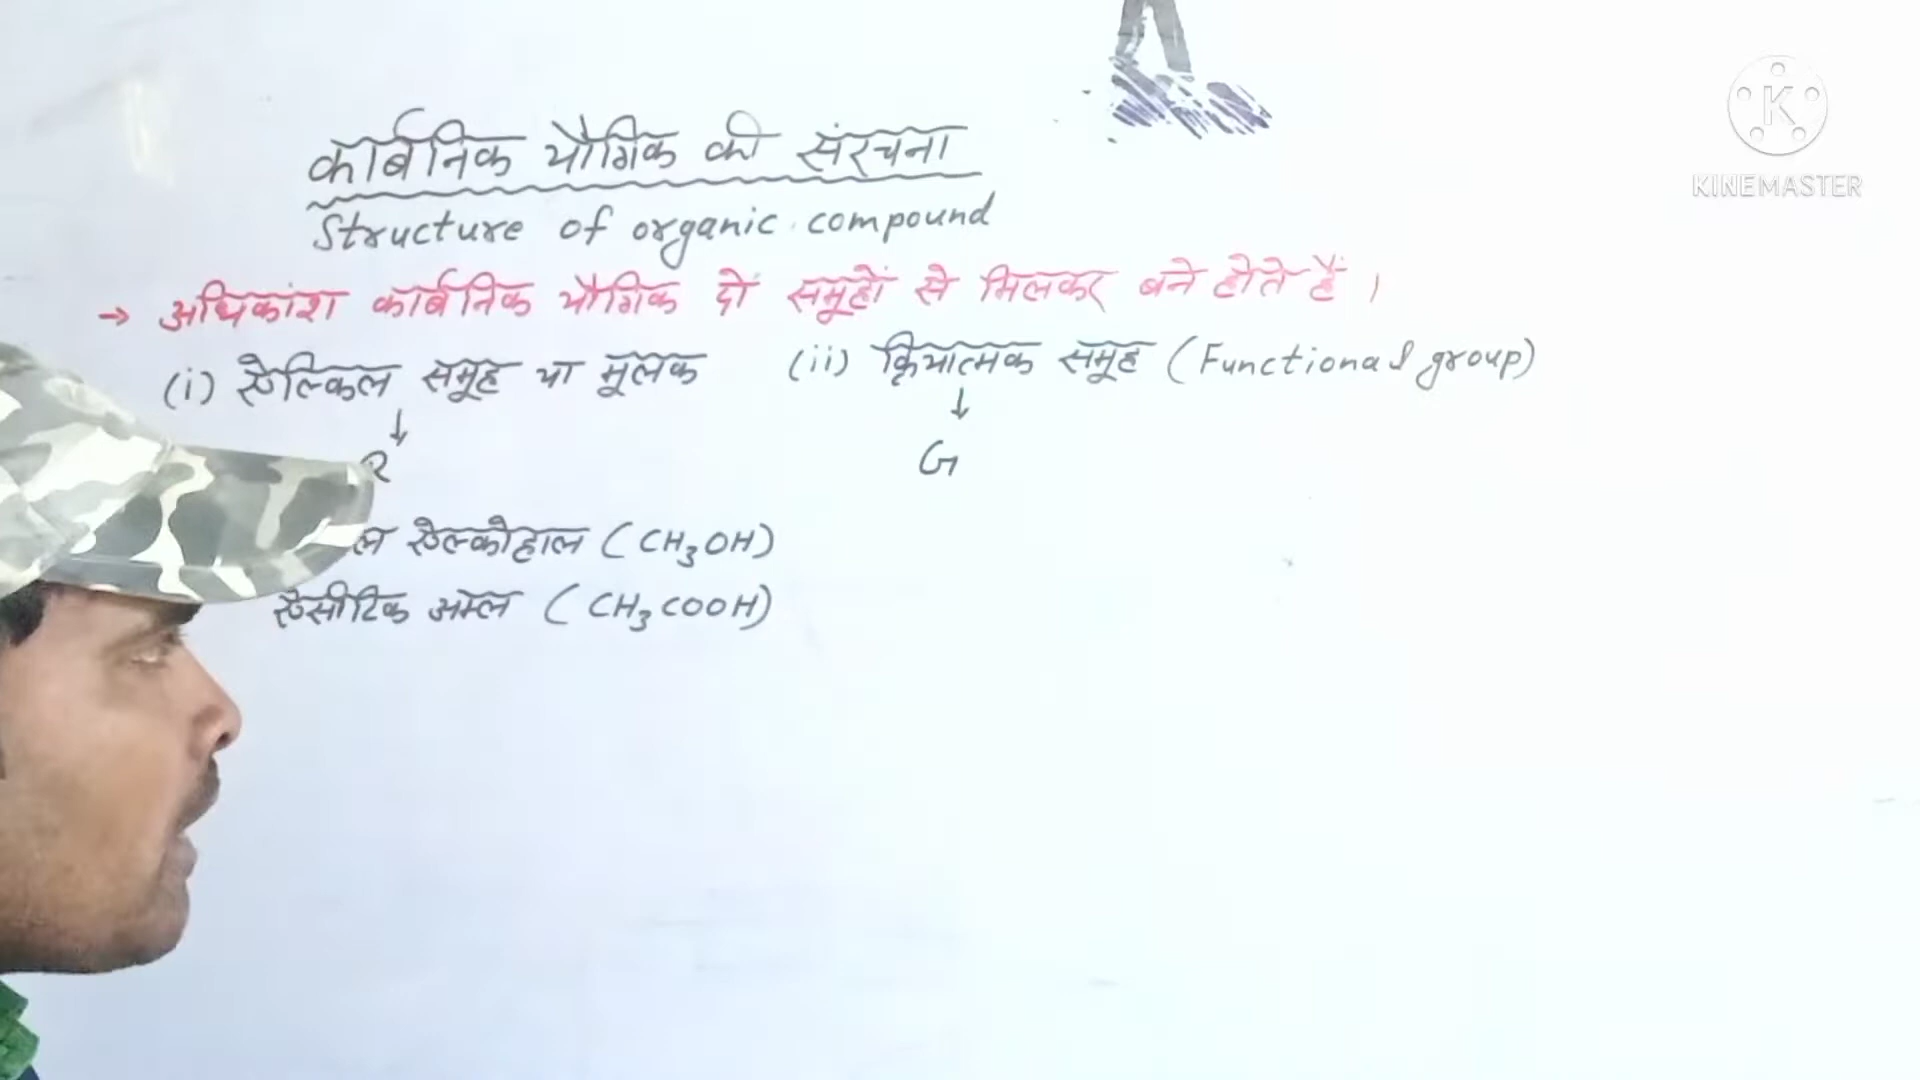 कार्बनिक यौगिक की संरचना
Structure of organic compound
→ अधिकांश कार्बनिक यौगिक दो समूहों से मिलकर बने होते हैं ।
(i) ऐल्किल समूह या मूलक (ii) क्रियात्मक समूह (Functional group)
↓ ↓
R G
ऐल्कोहाल (CH₃OH)
ऐसीटिक अम्ल (CH₃COOH)
K
KINEMASTER